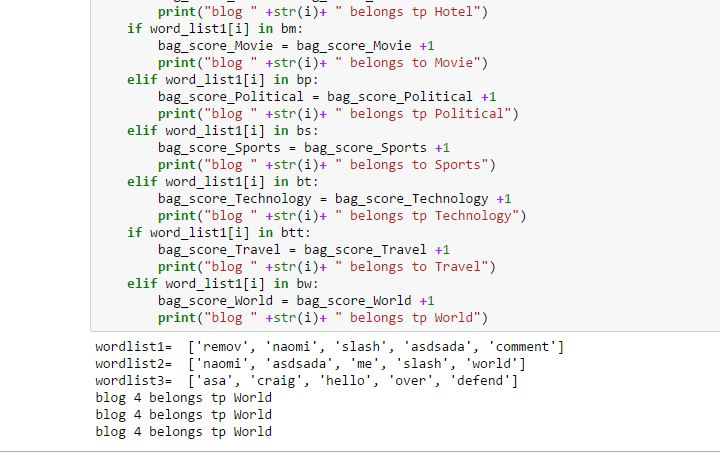 print("blog " +str(i)+ " belongs tp Hotel")
if word_list1[i] in bm:
bag_score_Movie = bag_score_Movie +1
print("blog " +str(i)+ " belongs to Movie")
elif word_list1[i] in bp:
bag_score_Political = bag_score_Political +1
print("blog " +str(i)+ " belongs tp Political")
elif word_list1[i] in bs:
bag_score_Sports = bag_score_Sports +1
print("blog " +str(i)+ " belongs to Sports")
elif word_list1[i] in bt:
bag_score_Technology = bag_score_Technology +1
print("blog " +str(i)+ " belongs tp Technology")
if word_list1[i] in btt:
bag_score_Travel = bag_score_Travel +1
print("blog " +str(i)+ " belongs to Travel")
elif word_list1[i] in bw:
bag_score_World = bag_score_World +1
print("blog " +str(i)+ " belongs tp World")
wordlist1=  ['remov', 'naomi', 'slash', 'asdsada', 'comment']
wordlist2=  ['naomi', 'asdsada', 'me', 'slash', 'world']
wordlist3=  ['asa', 'craig', 'hello', 'over', 'defend']
blog 4 belongs tp World
blog 4 belongs tp World
blog 4 belongs tp World